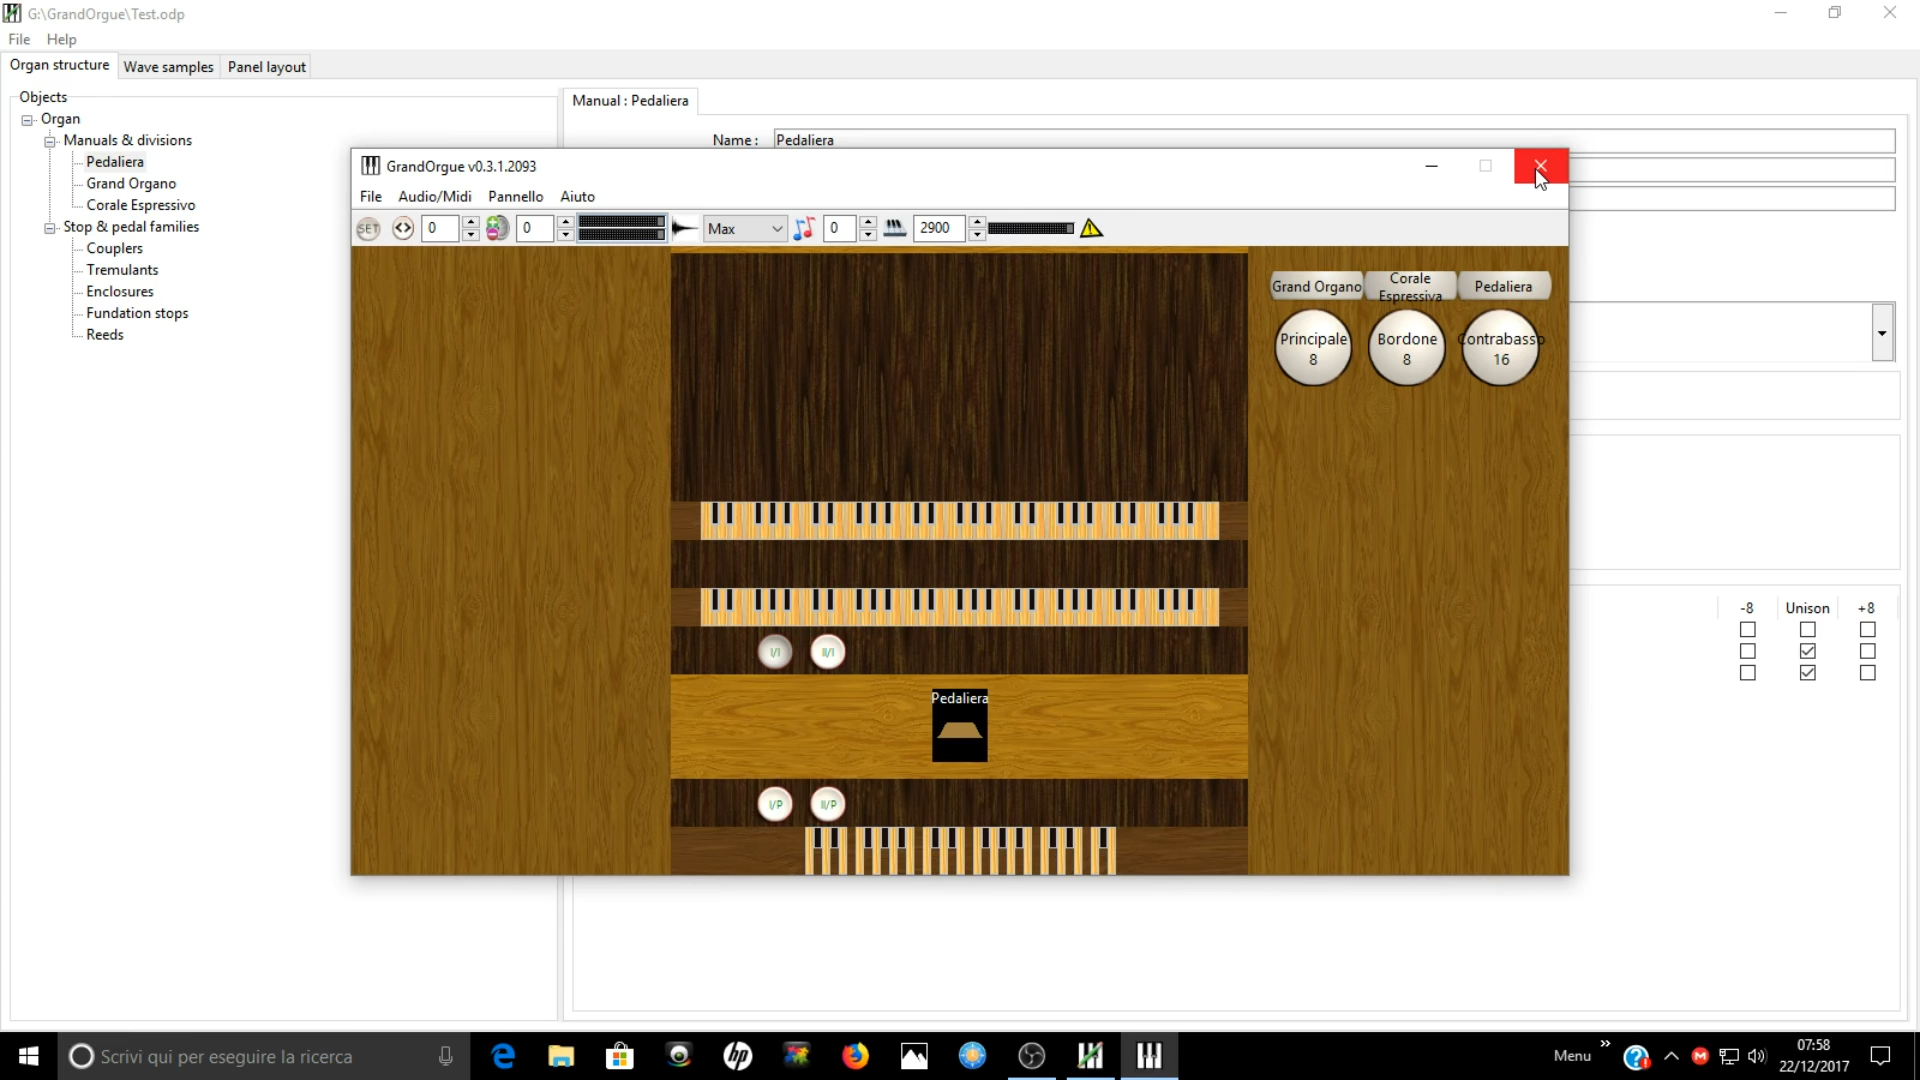 G:\GrandOrgue\Test.odp
File Help
Organ structure Wave samples Panel layout
Objects
Organ
Manuals & divisions
Pedaliera
Grand Organo
Corale Espressivo
Stop & pedal families
Couplers
Tremulants
Enclosures
Fundation stops
Reeds
Manual : Pedaliera
Name : Pedaliera
GrandOrgue v0.3.1.2093
File Audio/Midi Pannello Aiuto
SET 0 0 Max 0 2900
Grand Organo
Corale
Espressiva
Pedaliera
Principale
8
Bordone
8
Contrabasso
16
I/I II/I
Pedaliera
I/P II/P
-8 Unison +8
Scrivi qui per eseguire la ricerca
hp
Menu »
07:58
22/12/2017